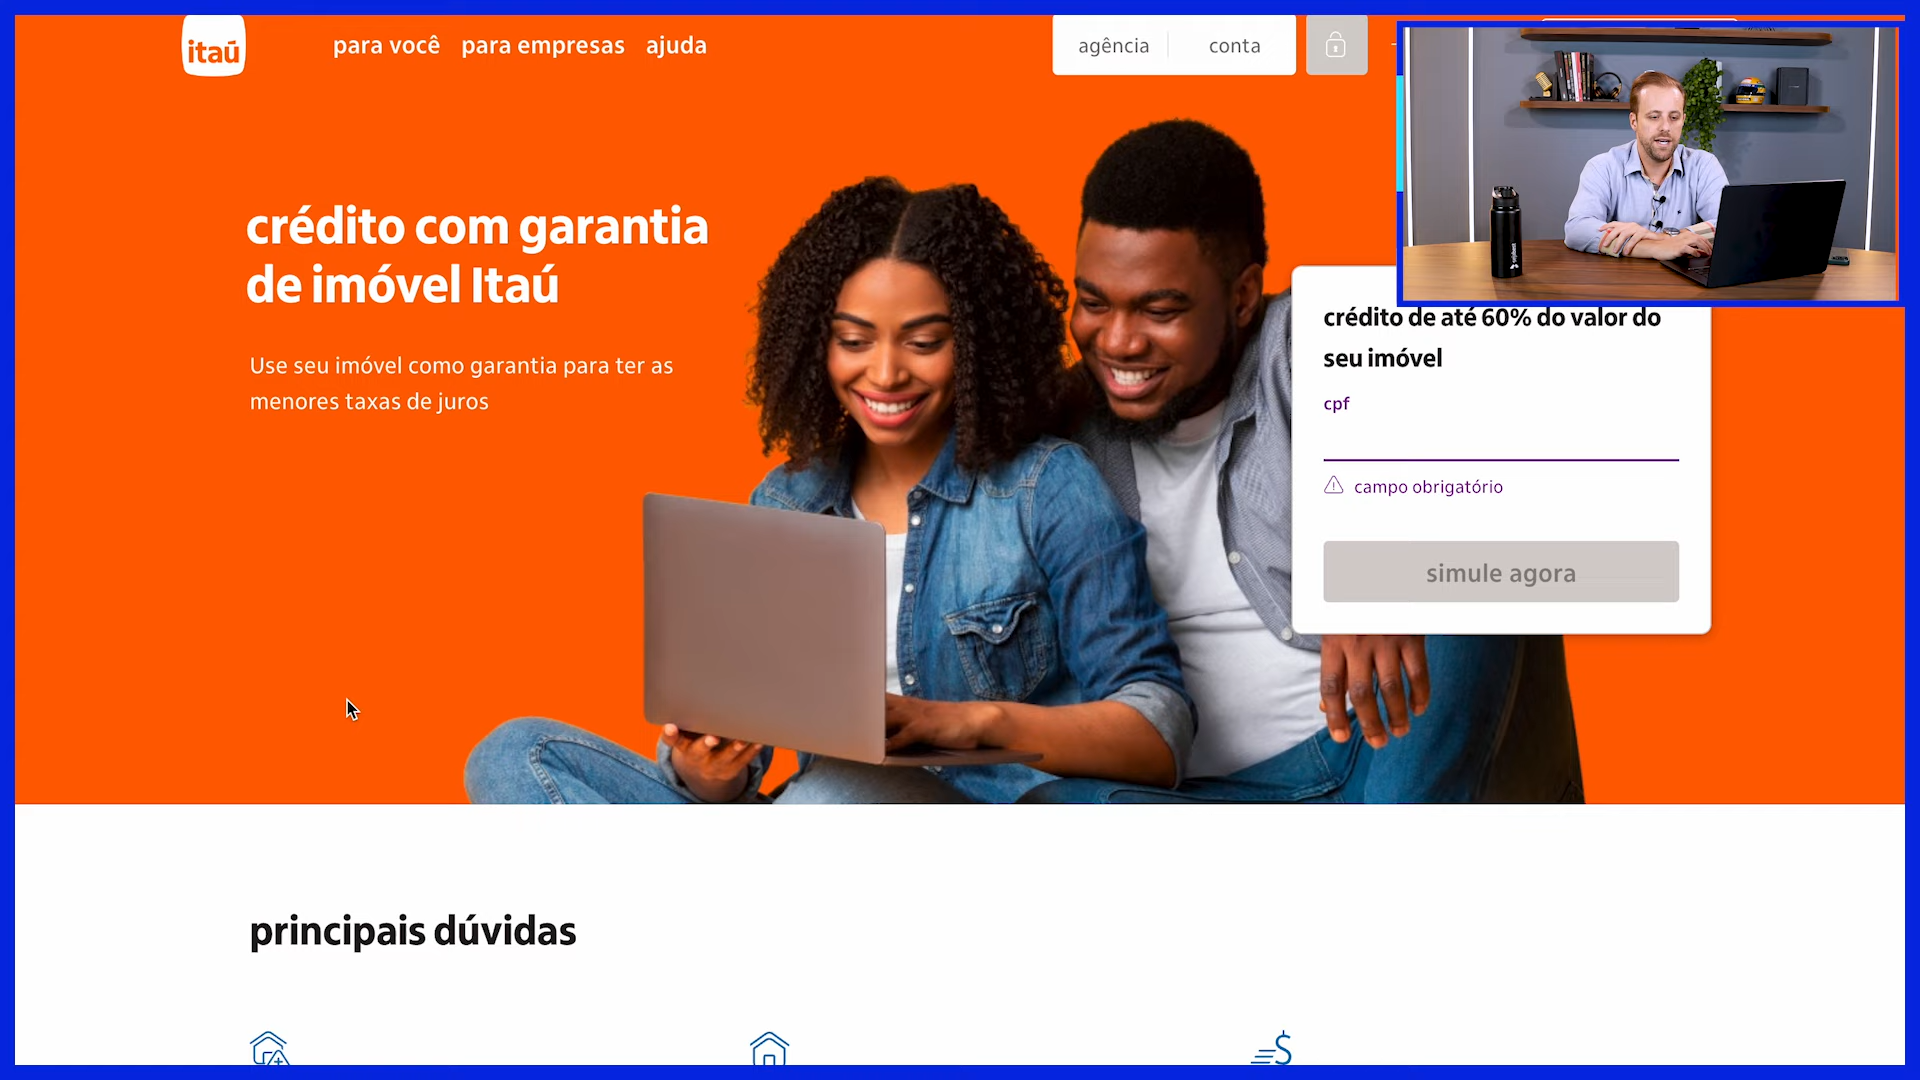 itaú
para você
para empresas
ajuda
agência
conta
crédito com garantia
de imóvel Itaú
Use seu imóvel como garantia para ter as
menores taxas de juros
crédito de até 60% do valor do
seu imóvel
cpf
campo obrigatório
simule agora
principais dúvidas